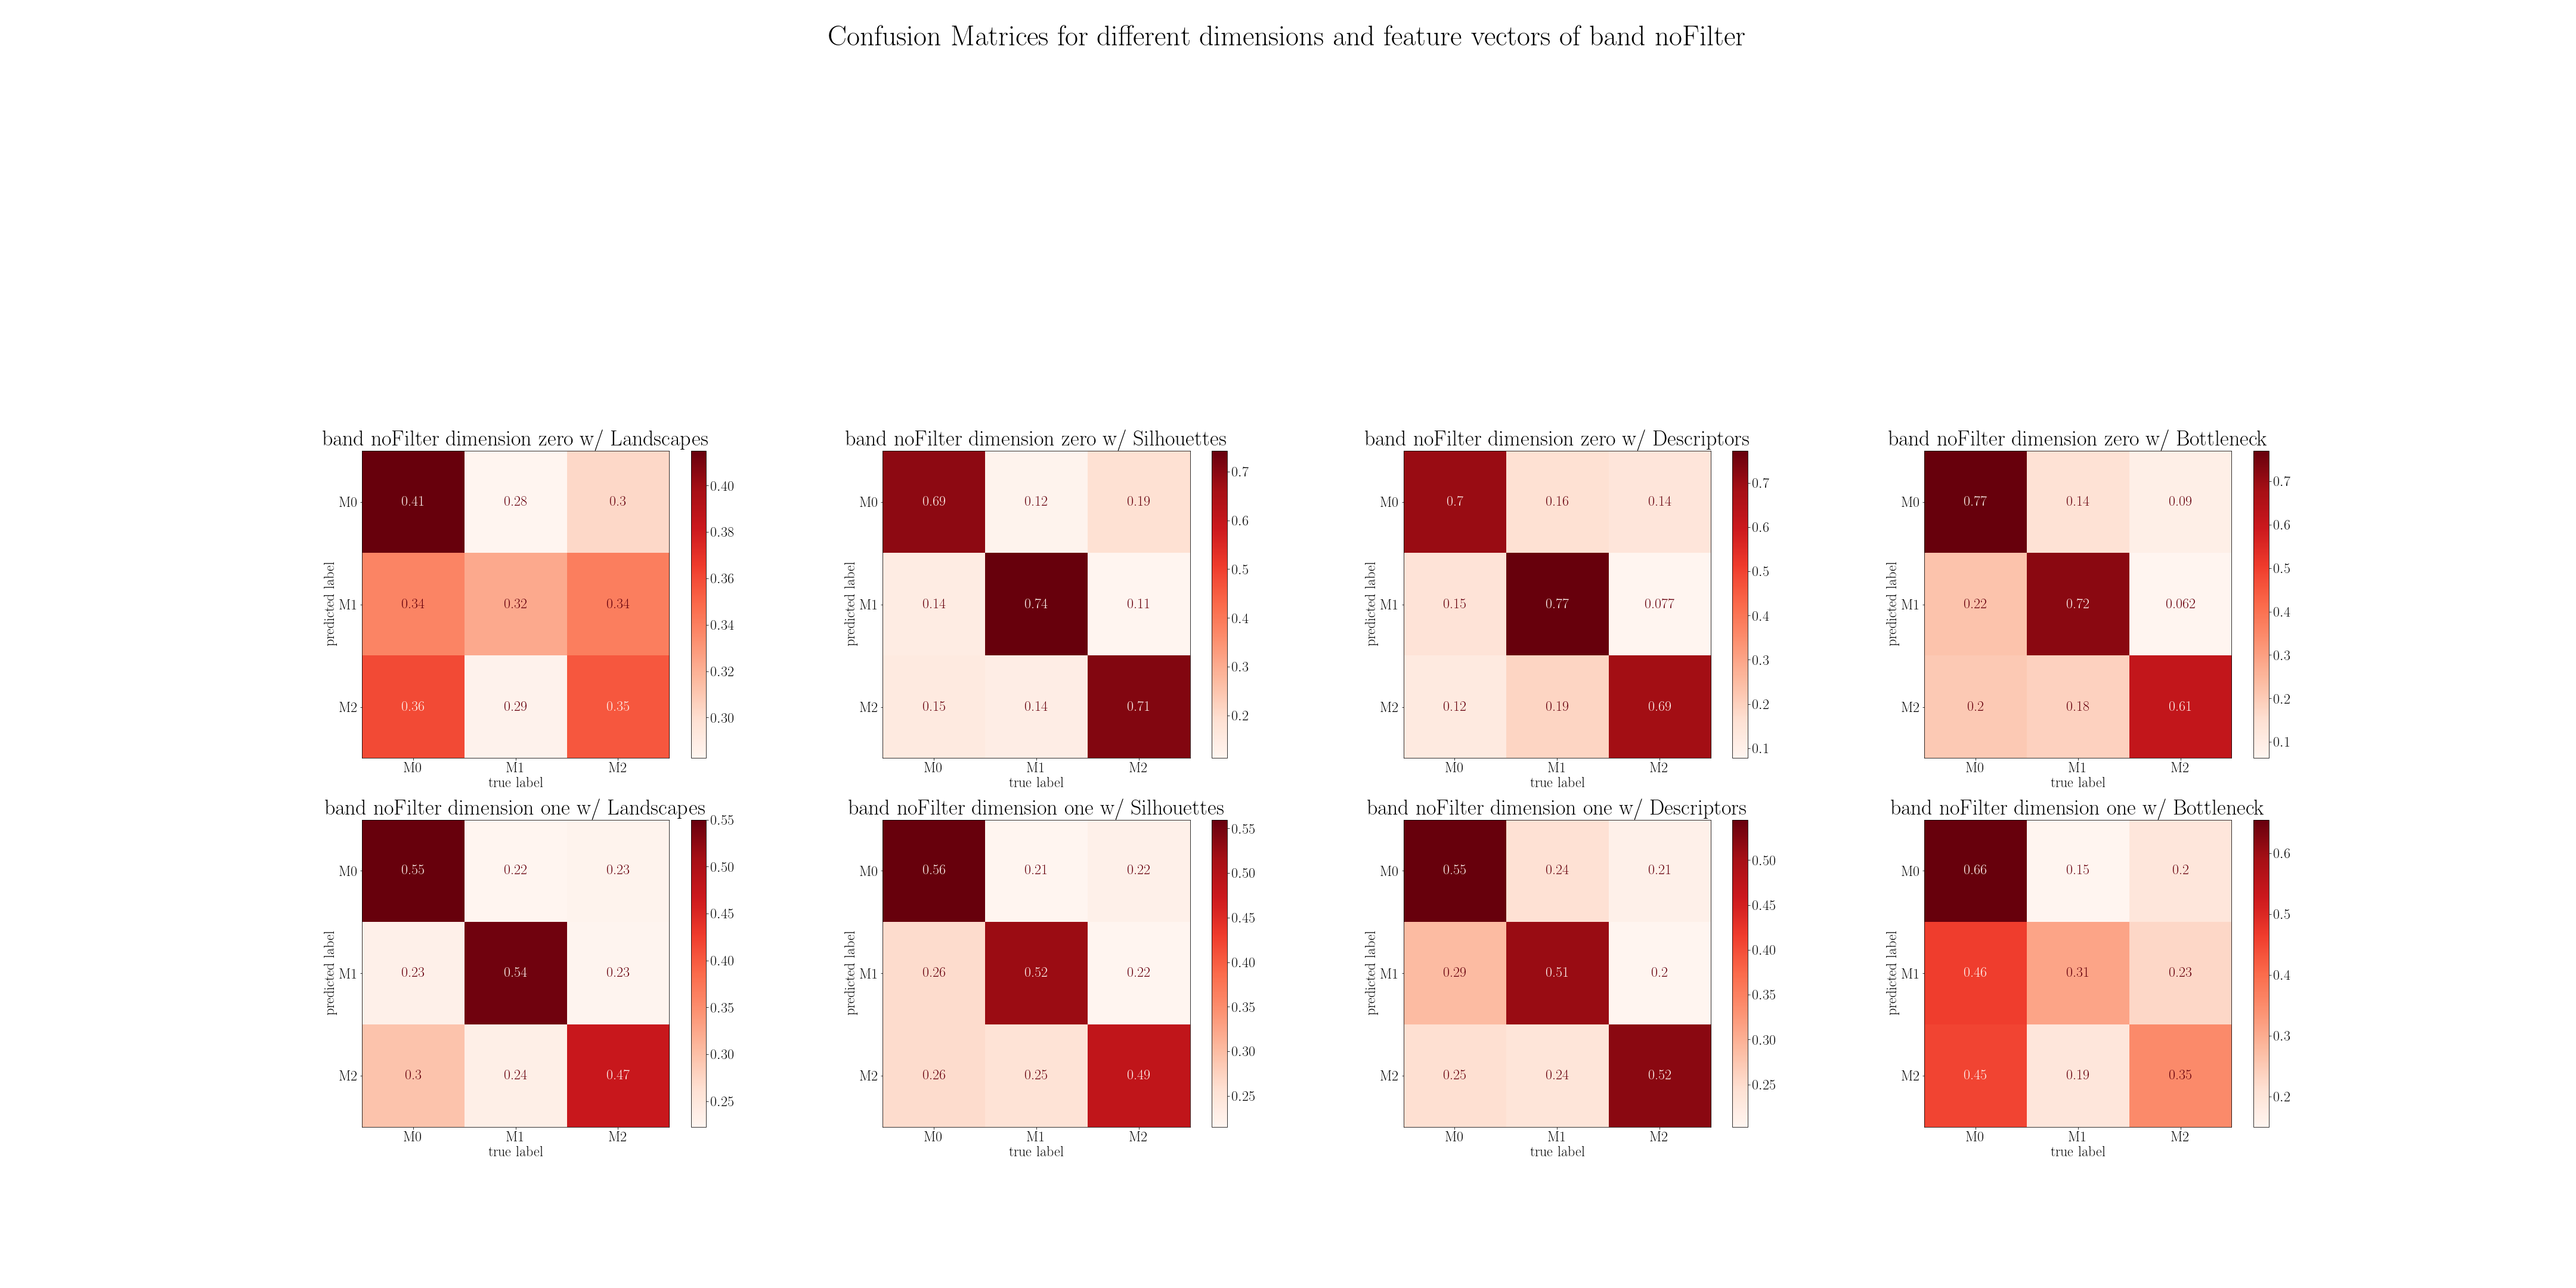 Confusion Matrices for different dimensions and feature vectors of band noFilter
band noFilter dimension zero w/ Landscapes
predicted label
M0 0.41 0.28 0.3
M1 0.34 0.32 0.34
M2 0.36 0.29 0.35
M0 M1 M2
true label
0.40
0.38
0.36
0.34
0.32
0.30
band noFilter dimension zero w/ Silhouettes
predicted label
M0 0.69 0.12 0.19
M1 0.14 0.74 0.11
M2 0.15 0.14 0.71
M0 M1 M2
true label
0.7
0.6
0.5
0.4
0.3
0.2
band noFilter dimension zero w/ Descriptors
predicted label
M0 0.7 0.16 0.14
M1 0.15 0.77 0.077
M2 0.12 0.19 0.69
M0 M1 M2
true label
0.7
0.6
0.5
0.4
0.3
0.2
0.1
band noFilter dimension zero w/ Bottleneck
predicted label
M0 0.77 0.14 0.09
M1 0.22 0.72 0.062
M2 0.2 0.18 0.61
M0 M1 M2
true label
0.7
0.6
0.5
0.4
0.3
0.2
0.1
band noFilter dimension one w/ Landscapes
predicted label
M0 0.55 0.22 0.23
M1 0.23 0.54 0.23
M2 0.3 0.24 0.47
M0 M1 M2
true label
0.55
0.50
0.45
0.40
0.35
0.30
0.25
band noFilter dimension one w/ Silhouettes
predicted label
M0 0.56 0.21 0.22
M1 0.26 0.52 0.22
M2 0.26 0.25 0.49
M0 M1 M2
true label
0.55
0.50
0.45
0.40
0.35
0.30
0.25
band noFilter dimension one w/ Descriptors
predicted label
M0 0.55 0.24 0.21
M1 0.29 0.51 0.2
M2 0.25 0.24 0.52
M0 M1 M2
true label
0.50
0.45
0.40
0.35
0.30
0.25
band noFilter dimension one w/ Bottleneck
predicted label
M0 0.66 0.15 0.2
M1 0.46 0.31 0.23
M2 0.45 0.19 0.35
M0 M1 M2
true label
0.6
0.5
0.4
0.3
0.2